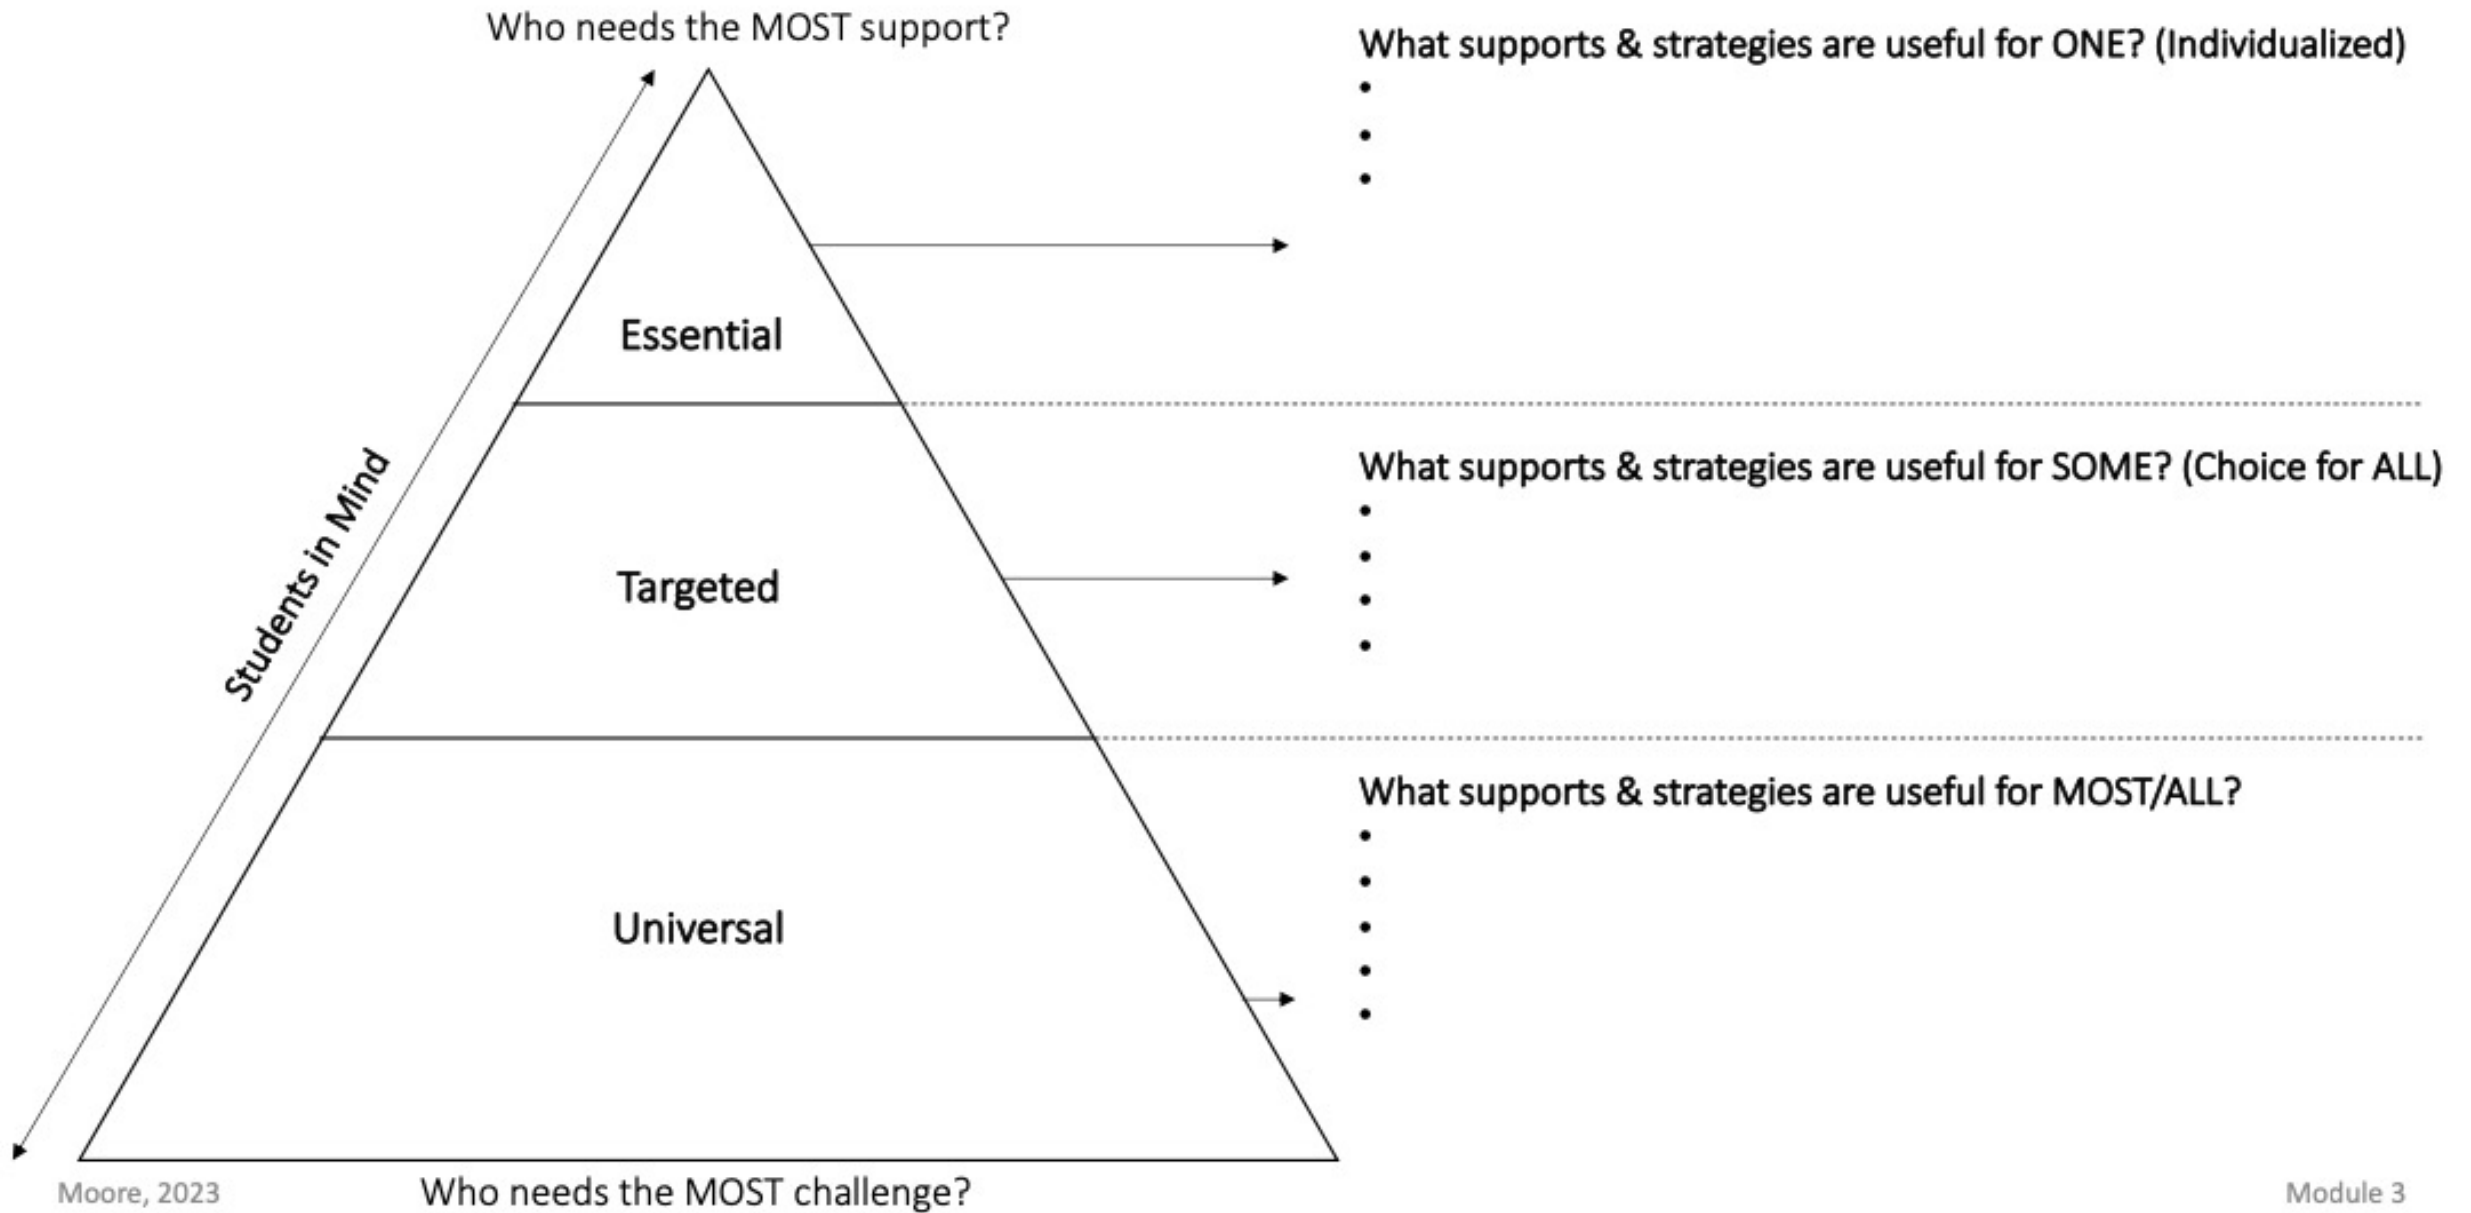 Who needs the MOST support?
What supports & strategies are useful for ONE? (Individualized)
•
•
•
Essential
Students in Mind
What supports & strategies are useful for SOME? (Choice for ALL)
•
•
•
•
Targeted
What supports & strategies are useful for MOST/ALL?
•
•
•
•
•
Universal
Who needs the MOST challenge?
Moore, 2023
Module 3